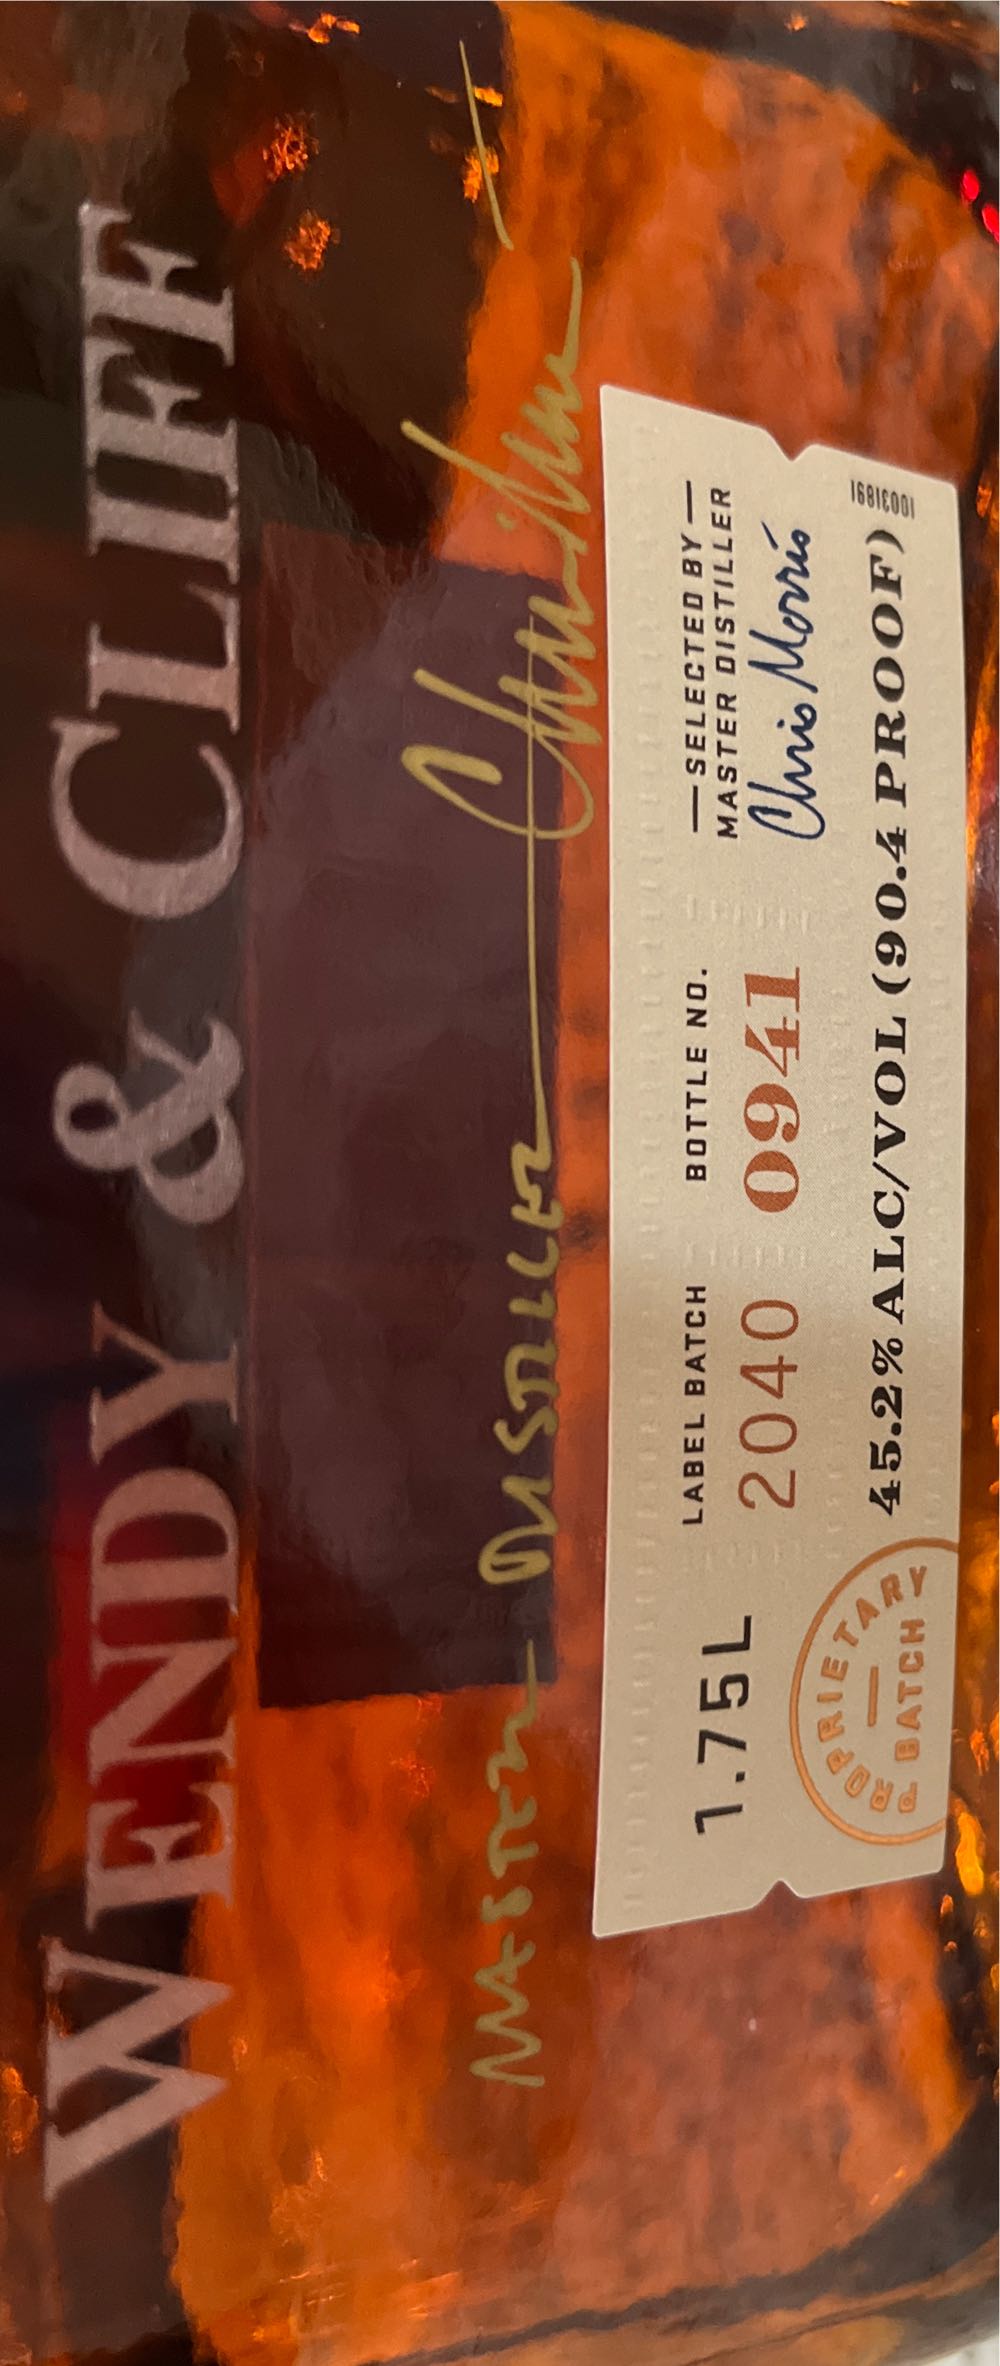 WENDY & CLIFF
MASTER DISTILLER
1.75L
LABEL BATCH
2040
BOTTLE NO.
0941
—SELECTED BY—
MASTER DISTILLER
Chris Morris
PROPRIETARY
— BATCH
45.2% ALC/VOL (90.4 PROOF)
10031891